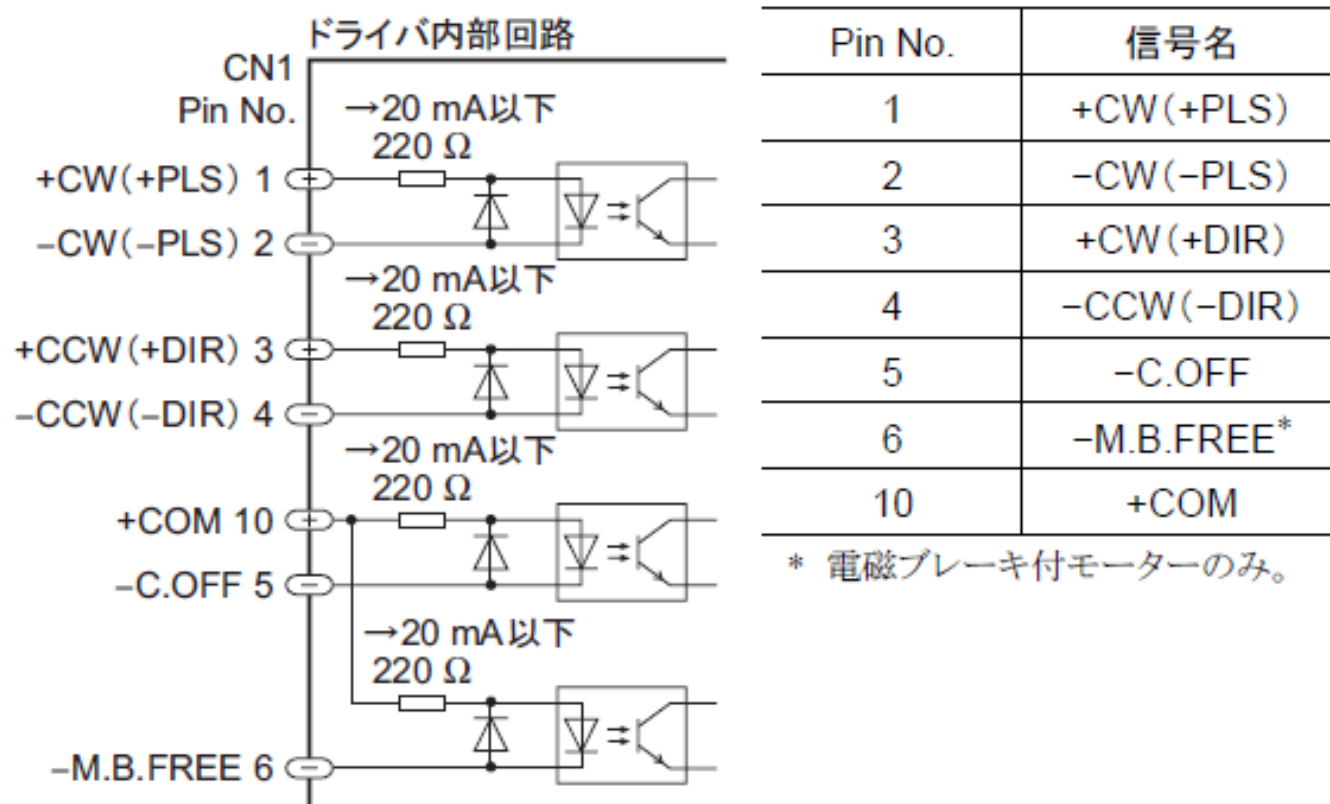 ドライバ内部回路
CN1
Pin No.
→20 mA以下
220 Ω
+CW(+PLS) 1
−CW(−PLS) 2
→20 mA以下
220 Ω
+CCW(+DIR) 3
−CCW(−DIR) 4
→20 mA以下
220 Ω
+COM 10
−C.OFF 5
→20 mA以下
220 Ω
−M.B.FREE 6
Pin No. 信号名
1 +CW(+PLS)
2 −CW(−PLS)
3 +CW(+DIR)
4 −CCW(−DIR)
5 −C.OFF
6 −M.B.FREE*
10 +COM
* 電磁ブレーキ付モーターのみ。